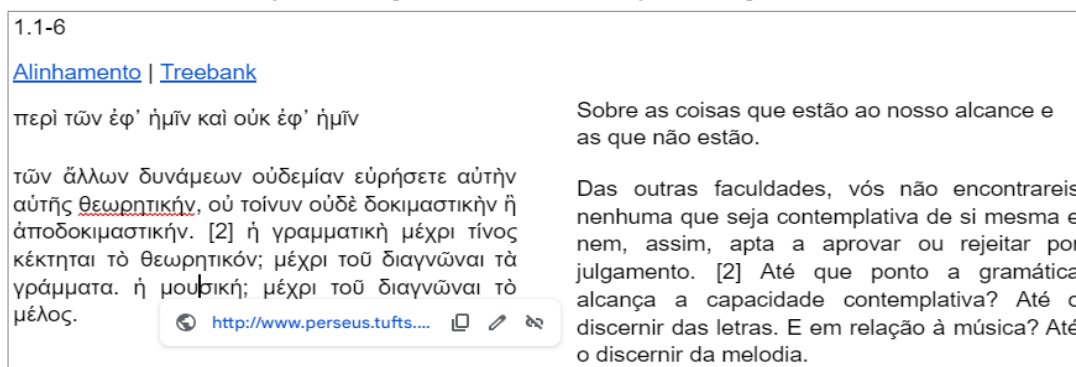 1.1-6
Alinhamento | Treebank
περὶ τῶν ἐφ’ ἡμῖν καὶ οὐκ ἐφ’ ἡμῖν
τῶν ἄλλων δυνάμεων οὐδεμίαν εὑρήσετε αὐτὴν
αὑτῆς θεωρητικήν, οὐ τοίνυν οὐδὲ δοκιμαστικὴν ἢ
ἀποδοκιμαστικήν. [2] ἡ γραμματικὴ μέχρι τίνος
κέκτηται τὸ θεωρητικόν; μέχρι τοῦ διαγνῶναι τὰ
γράμματα. ἡ μουσική; μέχρι τοῦ διαγνῶναι τὸ
μέλος.
http://www.perseus.tufts....
Sobre as coisas que estão ao nosso alcance e
as que não estão.
Das outras faculdades, vós não encontrareis
nenhuma que seja contemplativa de si mesma e
nem, assim, apta a aprovar ou rejeitar por
julgamento. [2] Até que ponto a gramática
alcança a capacidade contemplativa? Até o
discernir das letras. E em relação à música? Até
o discernir da melodia.